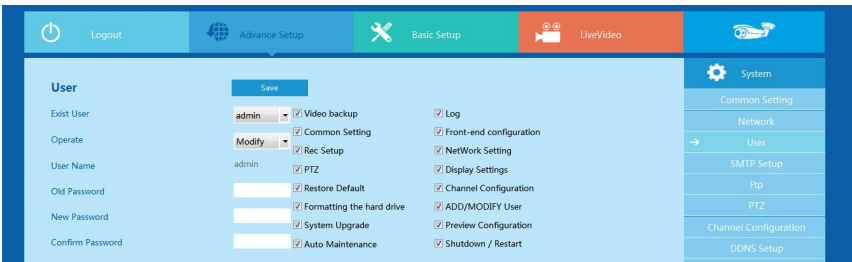 Logout Advance Setup Basic Setup LiveVideo
System
User Save
Common Setting
Exist User admin Video backup Log
Network
Common Setting Front-end configuration
Operate Modify
User
Rec Setup NetWork Setting
User Name admin PTZ Display Settings
SMTP Setup
Old Password Restore Default Channel Configuration
Ftp
Formatting the hard drive ADD/MODIFY User
PTZ
New Password
System Upgrade Preview Configuration
Channel Configuration
Confirm Password Auto Maintenance Shutdown / Restart
DDNS Setup